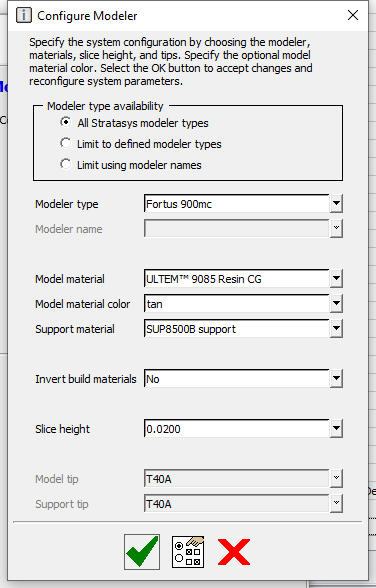 Configure Modeler
Specify the system configuration by choosing the modeler,
materials, slice height, and tips. Specify the optional model
material color. Select the OK button to accept changes and
reconfigure system parameters.
Modeler type availability
All Stratasys modeler types
Limit to defined modeler types
Limit using modeler names
Modeler type Fortus 900mc
Modeler name
Model material ULTEM™ 9085 Resin CG
Model material color tan
Support material SUP8500B support
Invert build materials No
Slice height 0.0200
Model tip T40A
Support tip T40A